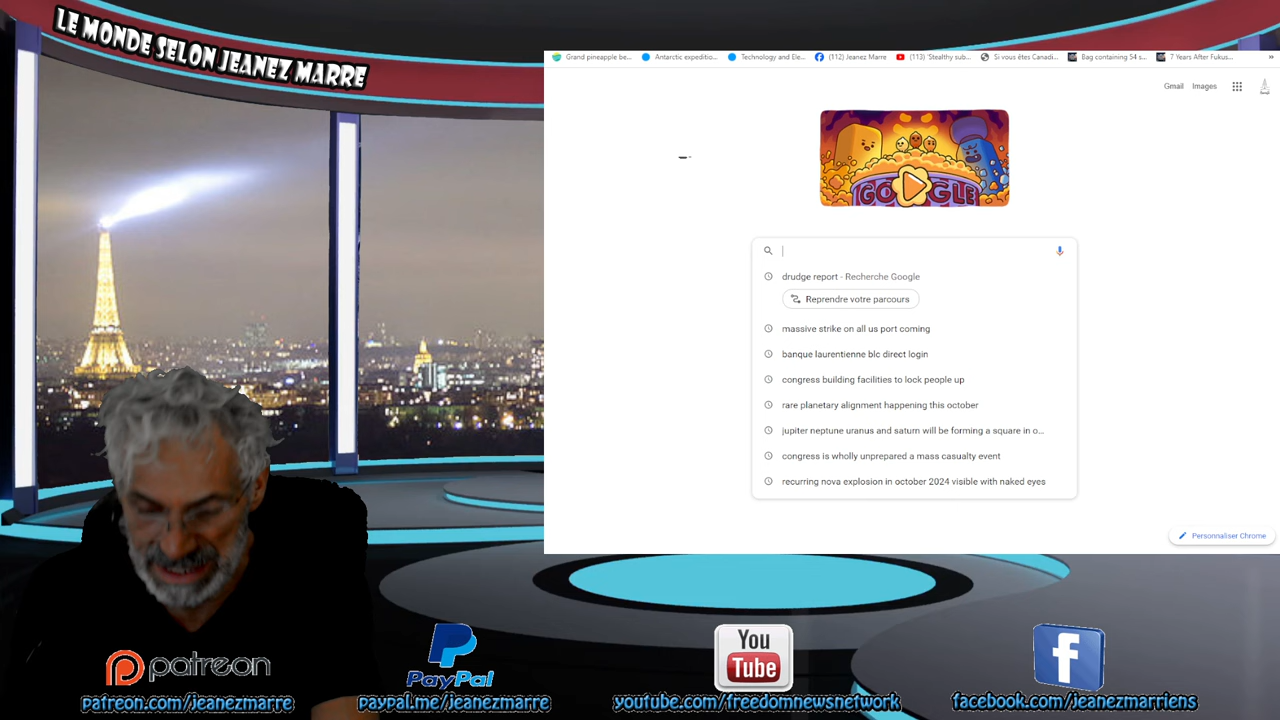 LE MONDE SELON JEANEZ MARRE
Grand pineapple be... Antarctic expeditio... Technology and Ele... (112) Jeanez Marre (113) 'Stealthy sub... Si vous êtes Canadi... Bag containing 54 s... 7 Years After Fukus... »
Gmail Images
GOOGLE
drudge report - Recherche Google
Reprendre votre parcours
massive strike on all us port coming
banque laurentienne blc direct login
congress building facilities to lock people up
rare planetary alignment happening this october
jupiter neptune uranus and saturn will be forming a square in o...
congress is wholly unprepared a mass casualty event
recurring nova explosion in october 2024 visible with naked eyes
Personnaliser Chrome
patreon
PayPal
You
Tube
f
patreon.com/jeanezmarre
paypal.me/jeanezmarre
youtube.com/freedomnewsnetwork
facebook.com/jeanezmarriens